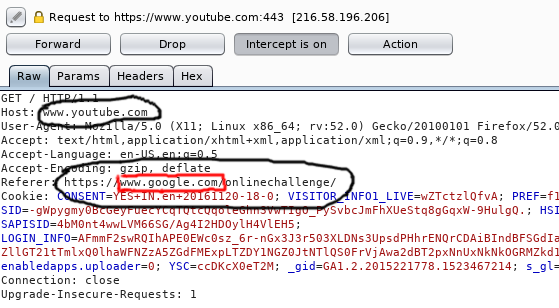 Request to https://www.youtube.com:443 [216.58.196.206]
Forward Drop Intercept is on Action
Raw Params Headers Hex
GET / HTTP/1.1
Host: www.youtube.com
User-Agent: Mozilla/5.0 (X11; Linux x86_64; rv:52.0) Gecko/20100101 Firefox/52.0
Accept: text/html,application/xhtml+xml,application/xml;q=0.9,*/*;q=0.8
Accept-Language: en-US,en;q=0.5
Accept-Encoding: gzip, deflate
Referer: https://www.google.com/onlinechallenge/
Cookie: CONSENT=YES+IN.en+20161120-18-0; VISITOR_INFO1_LIVE=wZTctzlQfvA; PREF=f1
HSI
SAPISID=4bM0nt4wwLVM66SG/Ag4I2HDOylH4VlEH5;
LOGIN_INFO=AFmmF2swRQIhAPE0EWc0sz_6r-nGx3J3r503XLDNs3UpsdPHhrENQrCDAiBIndBFSGdIa
ZllGT21tTmlxQ0lhaWFNZzA5ZGdFMExpLTZDY1NGZ0JtNTlQS0FrVjAwa2dBT2pxNnUxNkNkOGRMZkd1
enabledapps.uploader=0; YSC=ccDKcX0eT2M; _gid=GA1.2.2015221778.1523467214; s_gl=
Connection: close
Upgrade-Insecure-Requests: 1